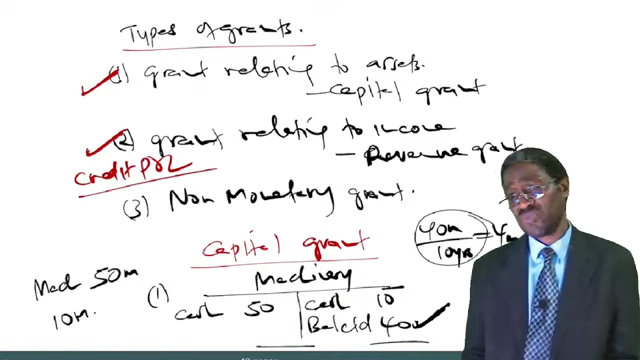 Types of grants.
(1) grant relating to assets.
— capital grant
(2) grant relating to income
— Revenue grant
Credit P&L
(3) Non Monetary grant.
Capital grant
40m
10yrs
= 4m
Mach 50m
10m.
(1) Machinery
cash 50 cash 10
Bal c/d 40